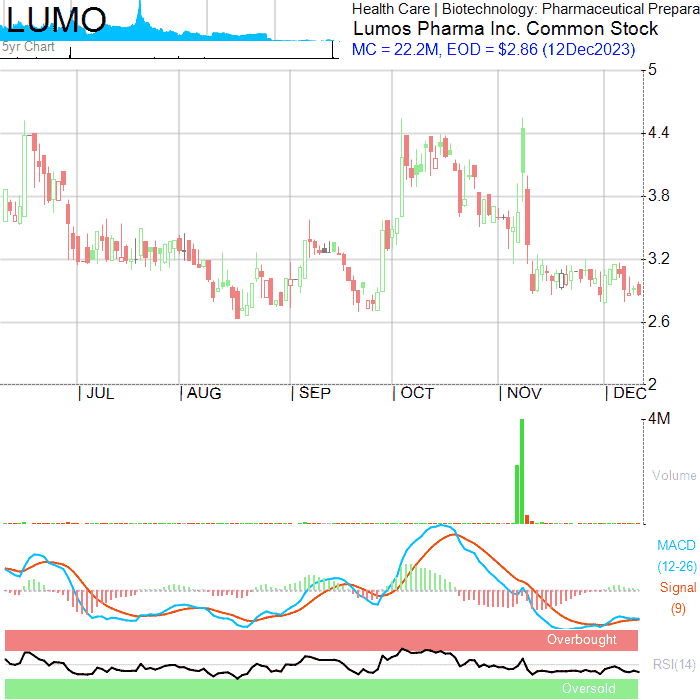 LUMO
Health Care | Biotechnology: Pharmaceutical Prepara
Lumos Pharma Inc. Common Stock
5yr Chart
MC = 22.2M, EOD = $2.86 (12Dec2023)
5
4.4
3.8
3.2
2.6
2
| JUL | AUG | SEP | OCT | NOV | DEC
4M
Volume
MACD
(12-26)
Signal
(9)
Overbought
RSI(14)
Oversold